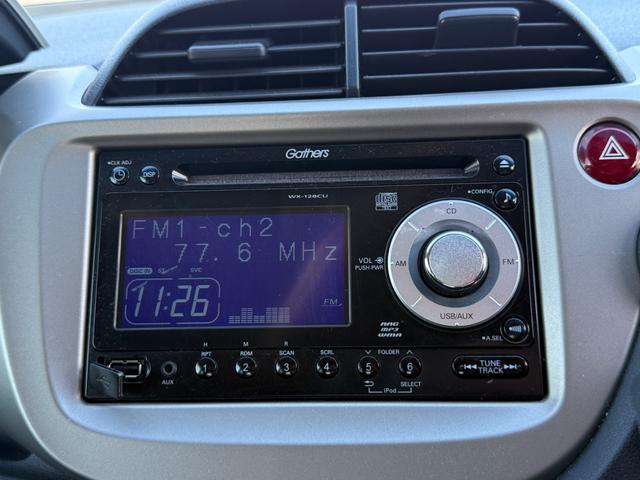 Gathers
CLK ADJ
DISP
WX-128CU
CONFIG.
FM1-ch2
77.6 MHz
DISC IN ST SVC
11:26
FM
VOL
PUSH-PWR
CD
AM
FM
USB/AUX
AAC
MP3
WMA
A.SEL
H M R
RPT RDM SCAN SCRL FOLDER
AUX 1 2 3 4 5 6
SELECT
iPod
TUNE
TRACK